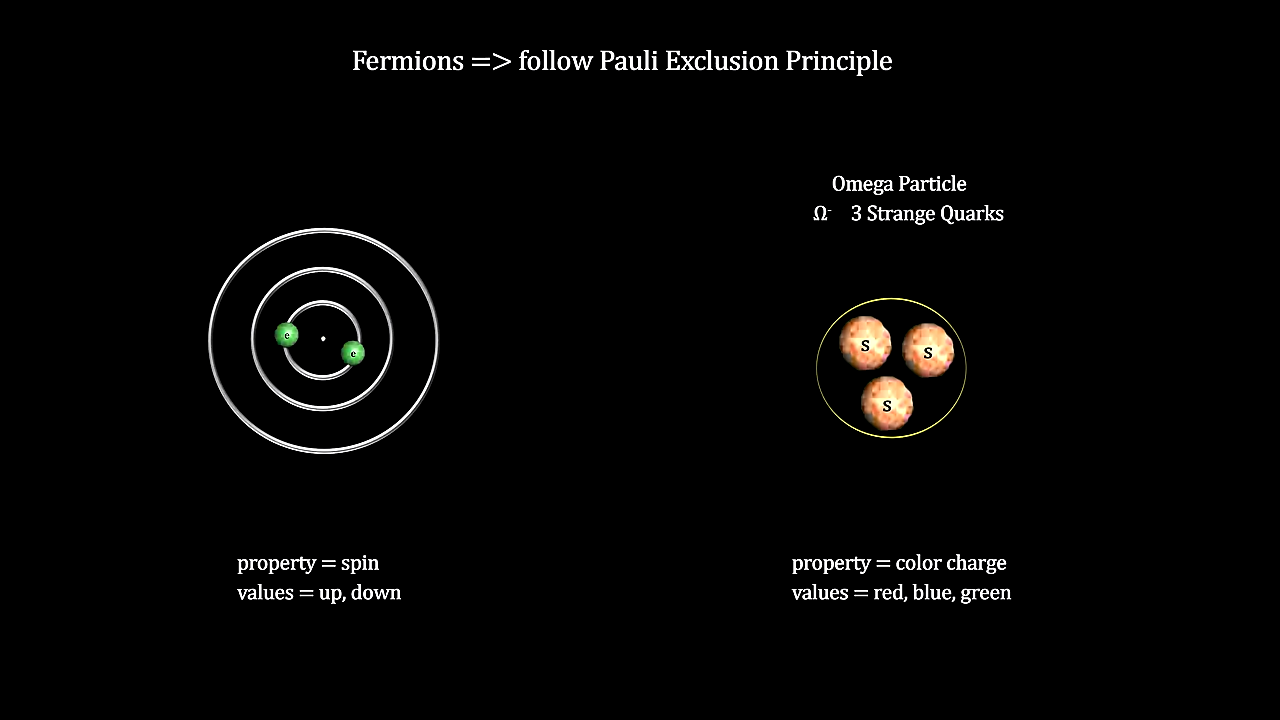 Fermions => follow Pauli Exclusion Principle
Omega Particle
Ω⁻ 3 Strange Quarks
e
e
s
s
s
property = spin
values = up, down
property = color charge
values = red, blue, green